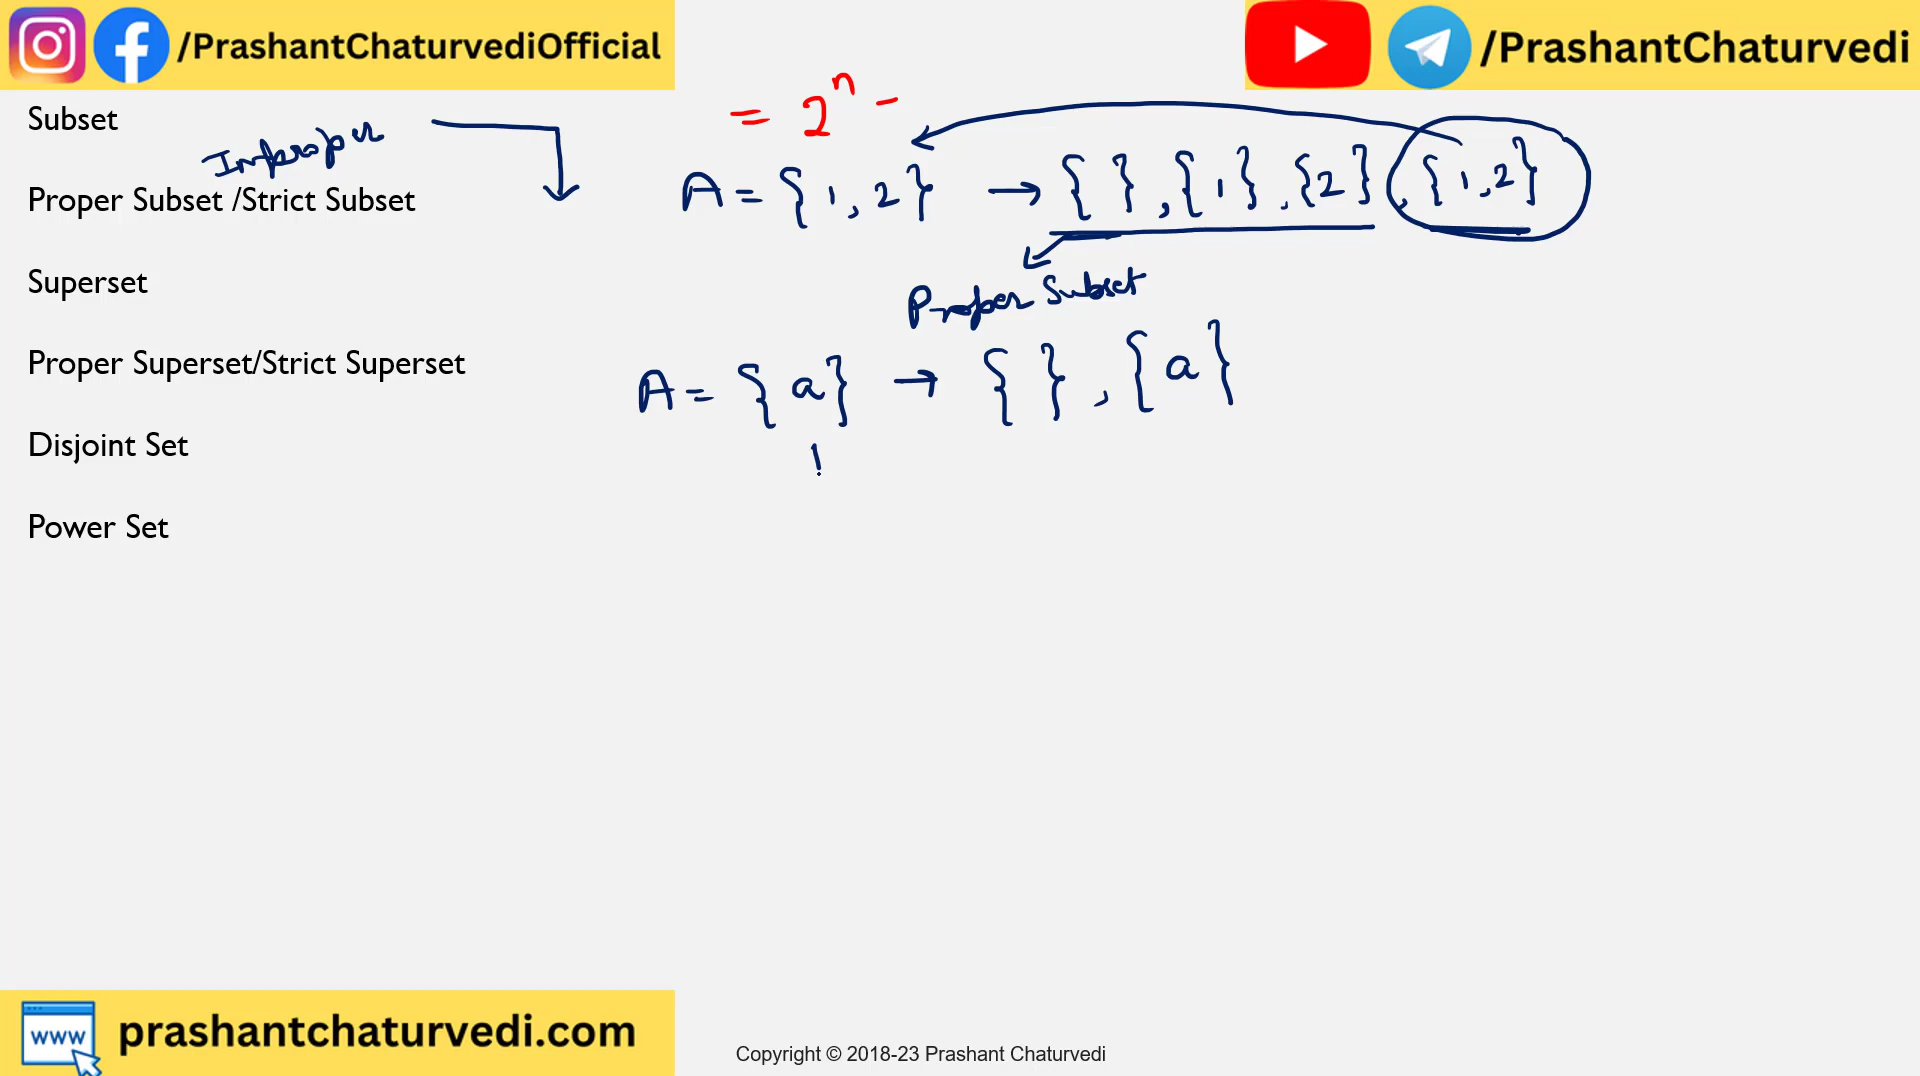 /PrashantChaturvediOfficial
/PrashantChaturvedi
= 2ⁿ -
Subset
Improper
A = {1, 2} → { }, {1}, {2}, {1, 2}
Proper Subset /Strict Subset
Superset
Proper Subset
Proper Superset/Strict Superset
A = {a} → { }, {a}
Disjoint Set
Power Set
www
prashantchaturvedi.com
Copyright © 2018-23 Prashant Chaturvedi